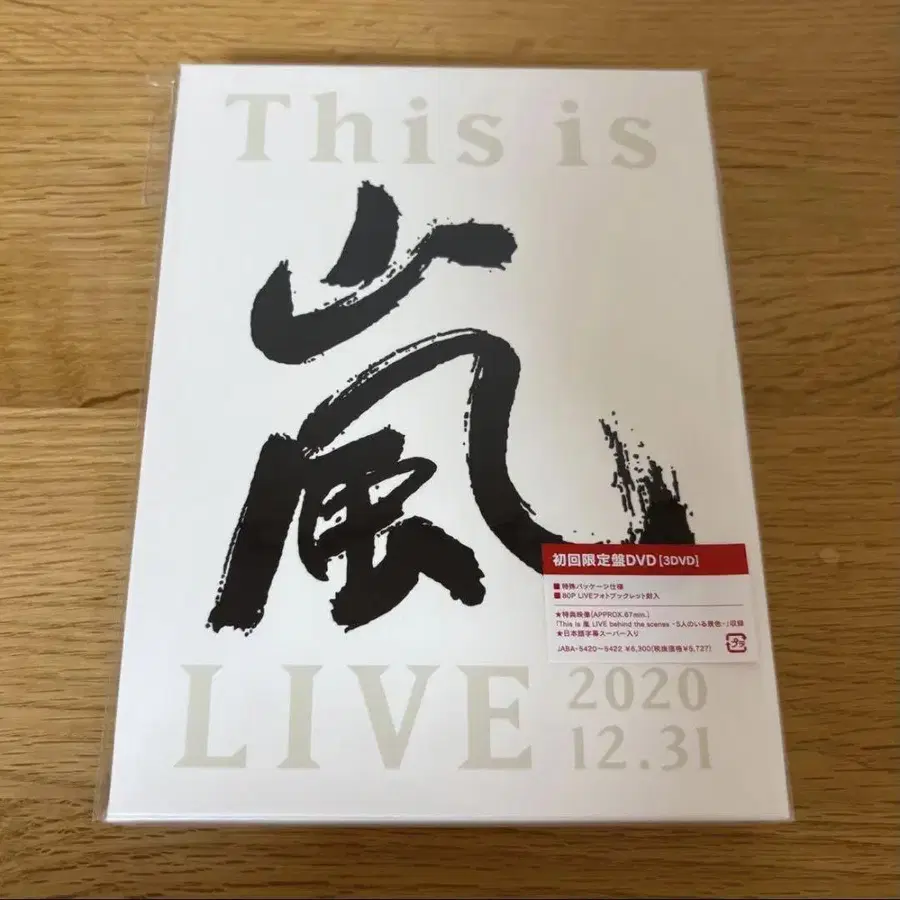 This is
嵐
LIVE
2020
12.31
初回限定盤DVD [3DVD]
■特殊パッケージ仕様
■80P LIVEフォトブックレット封入
★特典映像(APPROX.67min.)
「This is 嵐 LIVE behind the scenes -5人のいる景色-」収録
★日本語字幕スーパー入り
JABA-5420〜5422 ¥6,300(税抜価格¥5,727)